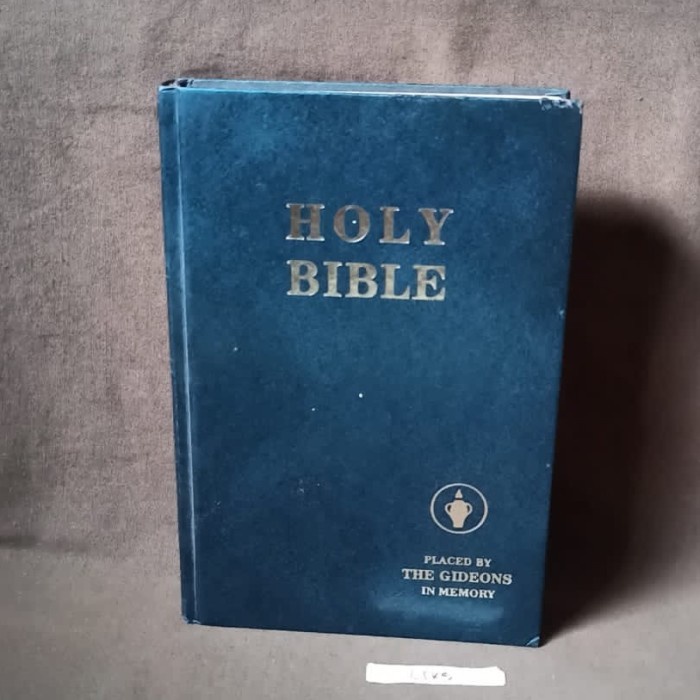 HOLY
BIBLE
PLACED BY
THE GIDEONS
IN MEMORY